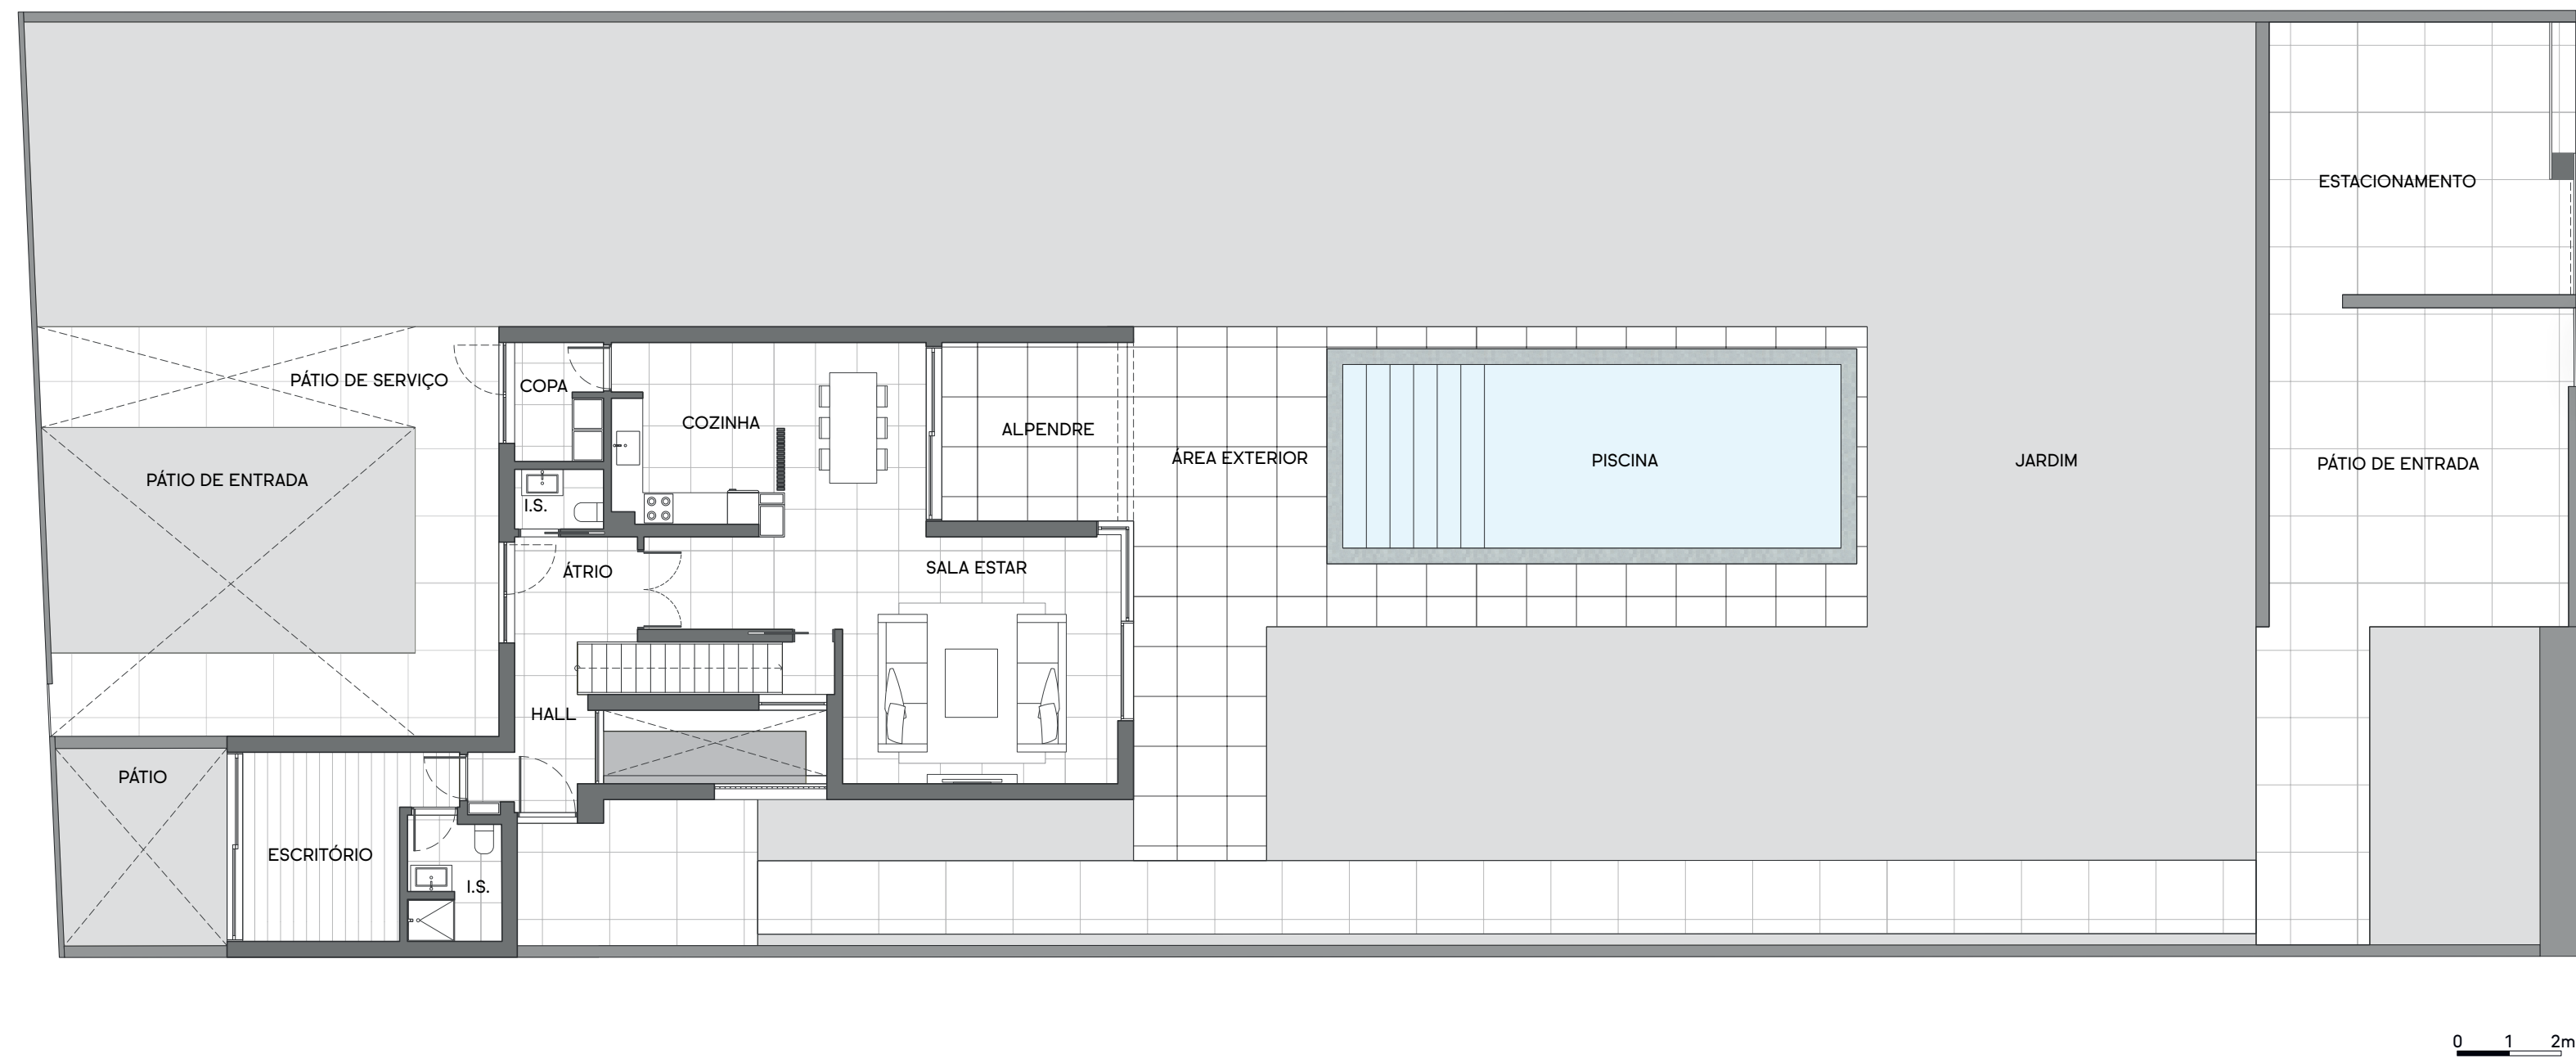 ESTACIONAMENTO
PÁTIO DE SERVIÇO
COPA
COZINHA
ALPENDRE
ÁREA EXTERIOR
PISCINA
JARDIM
PÁTIO DE ENTRADA
PÁTIO DE ENTRADA
I.S.
ÁTRIO
SALA ESTAR
HALL
PÁTIO
ESCRITÓRIO
I.S.
0 1 2m